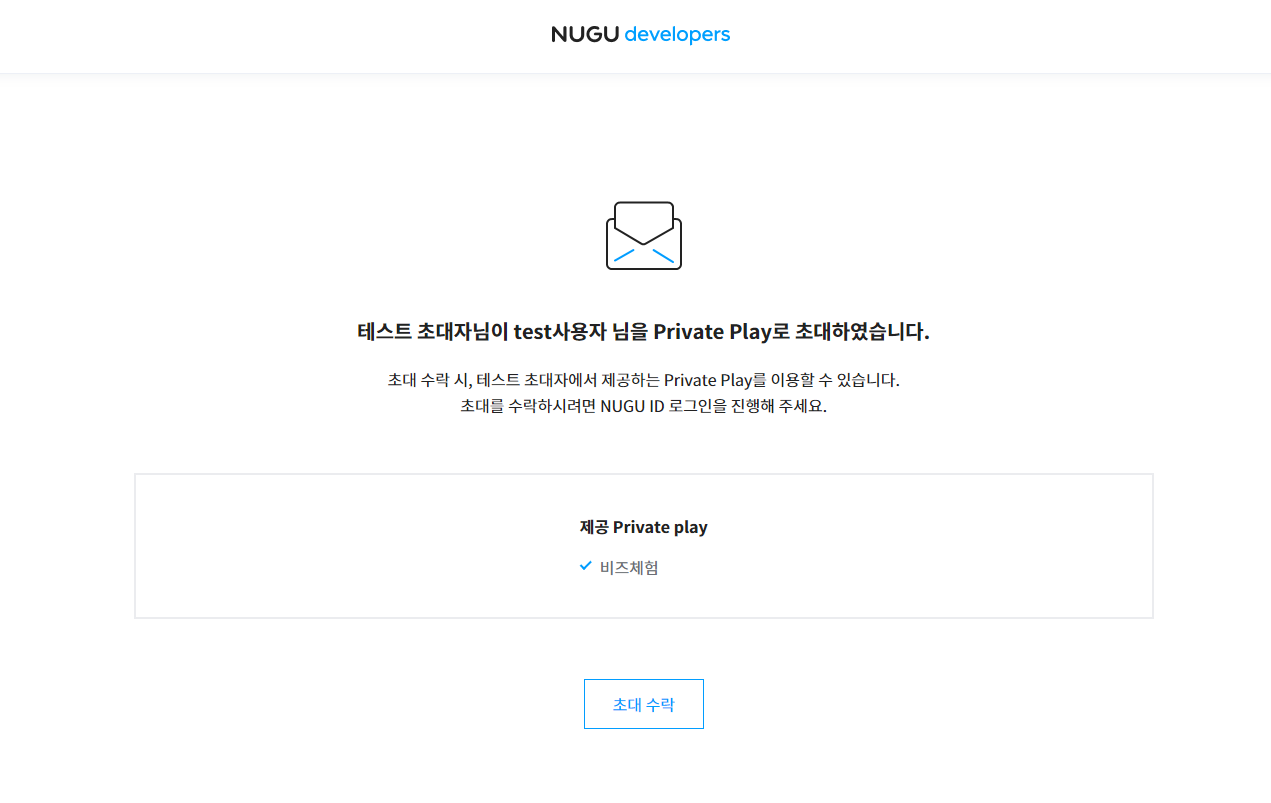 NUGU developers
테스트 초대자님이 test사용자 님을 Private Play로 초대하였습니다.
초대 수락 시, 테스트 초대자에서 제공하는 Private Play를 이용할 수 있습니다.
초대를 수락하시려면 NUGU ID 로그인을 진행해 주세요.
제공 Private play
비즈체험
초대 수락